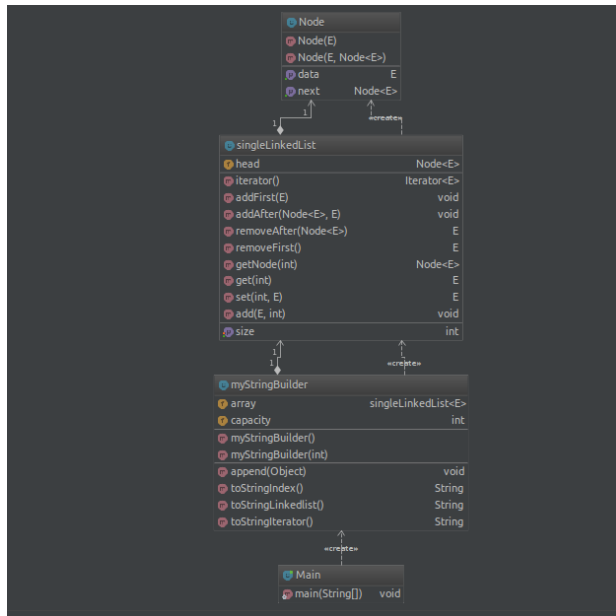 Node
Node(E)
Node(E, Node<E>)
data E
next Node<E>
1
«create»
1
singleLinkedList
head Node<E>
iterator() Iterator<E>
addFirst(E) void
addAfter(Node<E>, E) void
removeAfter(Node<E>) E
removeFirst() E
getNode(int) Node<E>
get(int) E
set(int, E) E
add(E, int) void
size int
1
1
«create»
myStringBuilder
array singleLinkedList<E>
capacity int
myStringBuilder()
myStringBuilder(int)
append(Object) void
toStringIndex() String
toStringLinkedlist() String
toStringIterator() String
«create»
Main
main(String[]) void